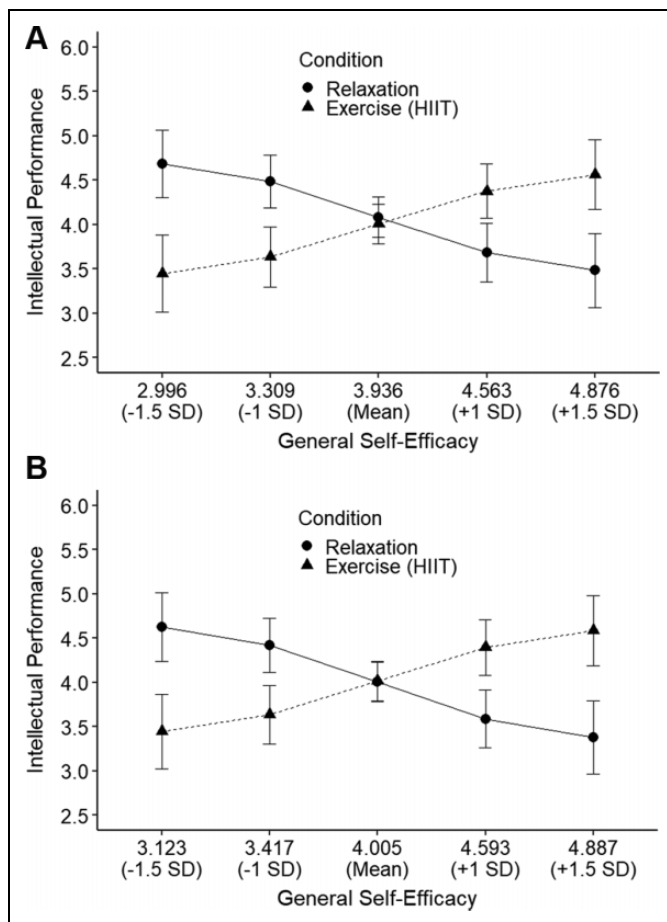 A
6.0
Condition
5.5
Relaxation
Exercise (HIIT)
5.0
4.5
4.0
3.5
3.0
2.5
Intellectual Performance
2.996 3.309 3.936 4.563 4.876
(-1.5 SD) (-1 SD) (Mean) (+1 SD) (+1.5 SD)
General Self-Efficacy
B
6.0
Condition
5.5
Relaxation
Exercise (HIIT)
5.0
4.5
4.0
3.5
3.0
2.5
Intellectual Performance
3.123 3.417 4.005 4.593 4.887
(-1.5 SD) (-1 SD) (Mean) (+1 SD) (+1.5 SD)
General Self-Efficacy